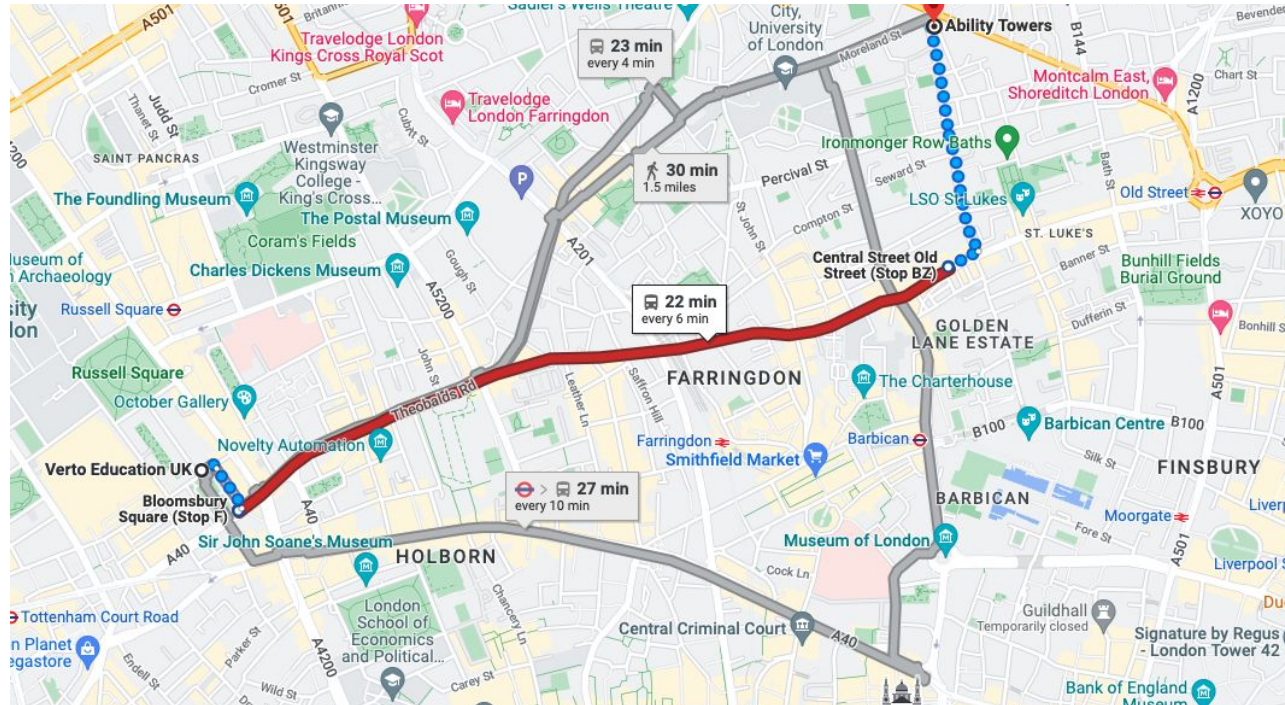 A501
Sadler's Wells Theatre
Travelodge London
Kings Cross Royal Scot
Cromer St
Judd St
Thanet St
Cubitt St
23 min
every 4 min
City,
University
of London
Moreland St
Ability Towers
B144
Bevenden
Chart St
Montcalm East,
Shoreditch London
A1200
SAINT PANCRAS
Westminster
Kingsway
College -
King's Cross...
Travelodge
London Farringdon
P
30 min
1.5 miles
Percival St
Ironmonger Row Baths
Seward St
Bath St
Old Street
XOYO
The Foundling Museum
The Postal Museum
Coram's Fields
Charles Dickens Museum
Gough St
A201
St John St
Compton St
LSO St Lukes
ST. LUKE'S
Central Street Old
Street (Stop BZ)
Banner St
Bunhill Fields
Burial Ground
Museum of
Archaeology
Russell Square
A5200
22 min
every 6 min
Dufferin St
Bonhill S
GOLDEN
LANE ESTATE
Russell Square
October Gallery
John St
Theobalds Rd
Leather Ln
Saffron Hill
FARRINGDON
The Charterhouse
A501
Novelty Automation
Farringdon
Smithfield Market
Barbican
B100
Barbican Centre
B100
Silk St
FINSBURY
Verto Education UK
Bloomsbury
Square (Stop F)
A40
A40
27 min
every 10 min
BARBICAN
Fore St
Moorgate
A501
Sir John Soane's Museum
HOLBORN
Museum of London
Cock Ln
Liverpool S
Tottenham Court Road
London
School of
Economics
and Political...
Chancery Ln
Central Criminal Court
A40
Guildhall
Temporarily closed
Signature by Regus
- London Tower 42
Parker St
Endell St
Wild St
A4200
Carey St
Bank of England
Museum